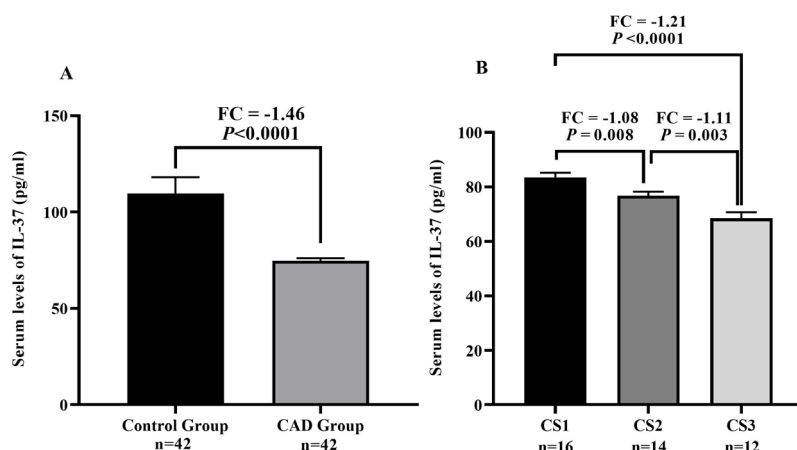 A
FC = -1.46
P<0.0001
Serum levels of IL-37 (pg/ml)
150
100
50
0
Control Group
n=42
CAD Group
n=42
B
FC = -1.21
P <0.0001
FC = -1.08
P = 0.008
FC = -1.11
P = 0.003
Serum levels of IL-37 (pg/ml)
100
80
60
40
20
0
CS1
n=16
CS2
n=14
CS3
n=12